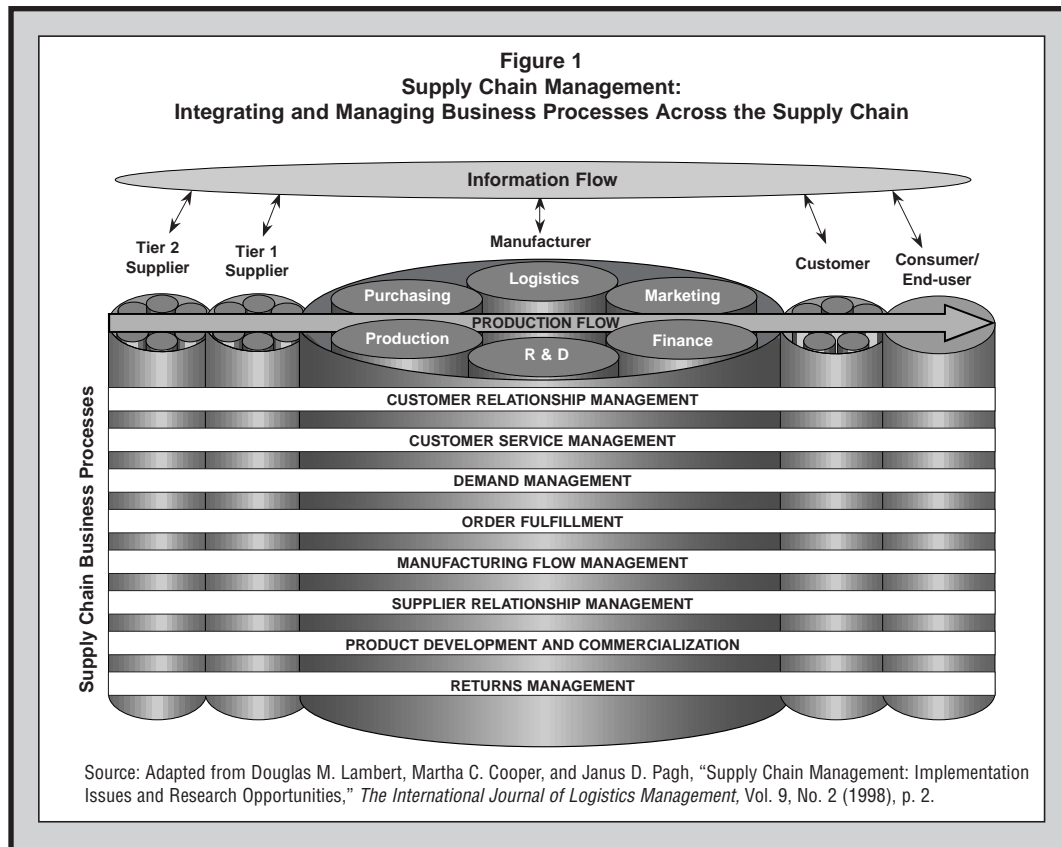 Figure 1
Supply Chain Management:
Integrating and Managing Business Processes Across the Supply Chain
Information Flow
Tier 2
Supplier
Tier 1
Supplier
Manufacturer
Customer
Consumer/
End-user
Logistics
Purchasing
Marketing
PRODUCTION FLOW
Production
Finance
R & D
Supply Chain Business Processes
CUSTOMER RELATIONSHIP MANAGEMENT
CUSTOMER SERVICE MANAGEMENT
DEMAND MANAGEMENT
ORDER FULFILLMENT
MANUFACTURING FLOW MANAGEMENT
SUPPLIER RELATIONSHIP MANAGEMENT
PRODUCT DEVELOPMENT AND COMMERCIALIZATION
RETURNS MANAGEMENT
Source: Adapted from Douglas M. Lambert, Martha C. Cooper, and Janus D. Pagh, “Supply Chain Management: Implementation
Issues and Research Opportunities,” The International Journal of Logistics Management, Vol. 9, No. 2 (1998), p. 2.